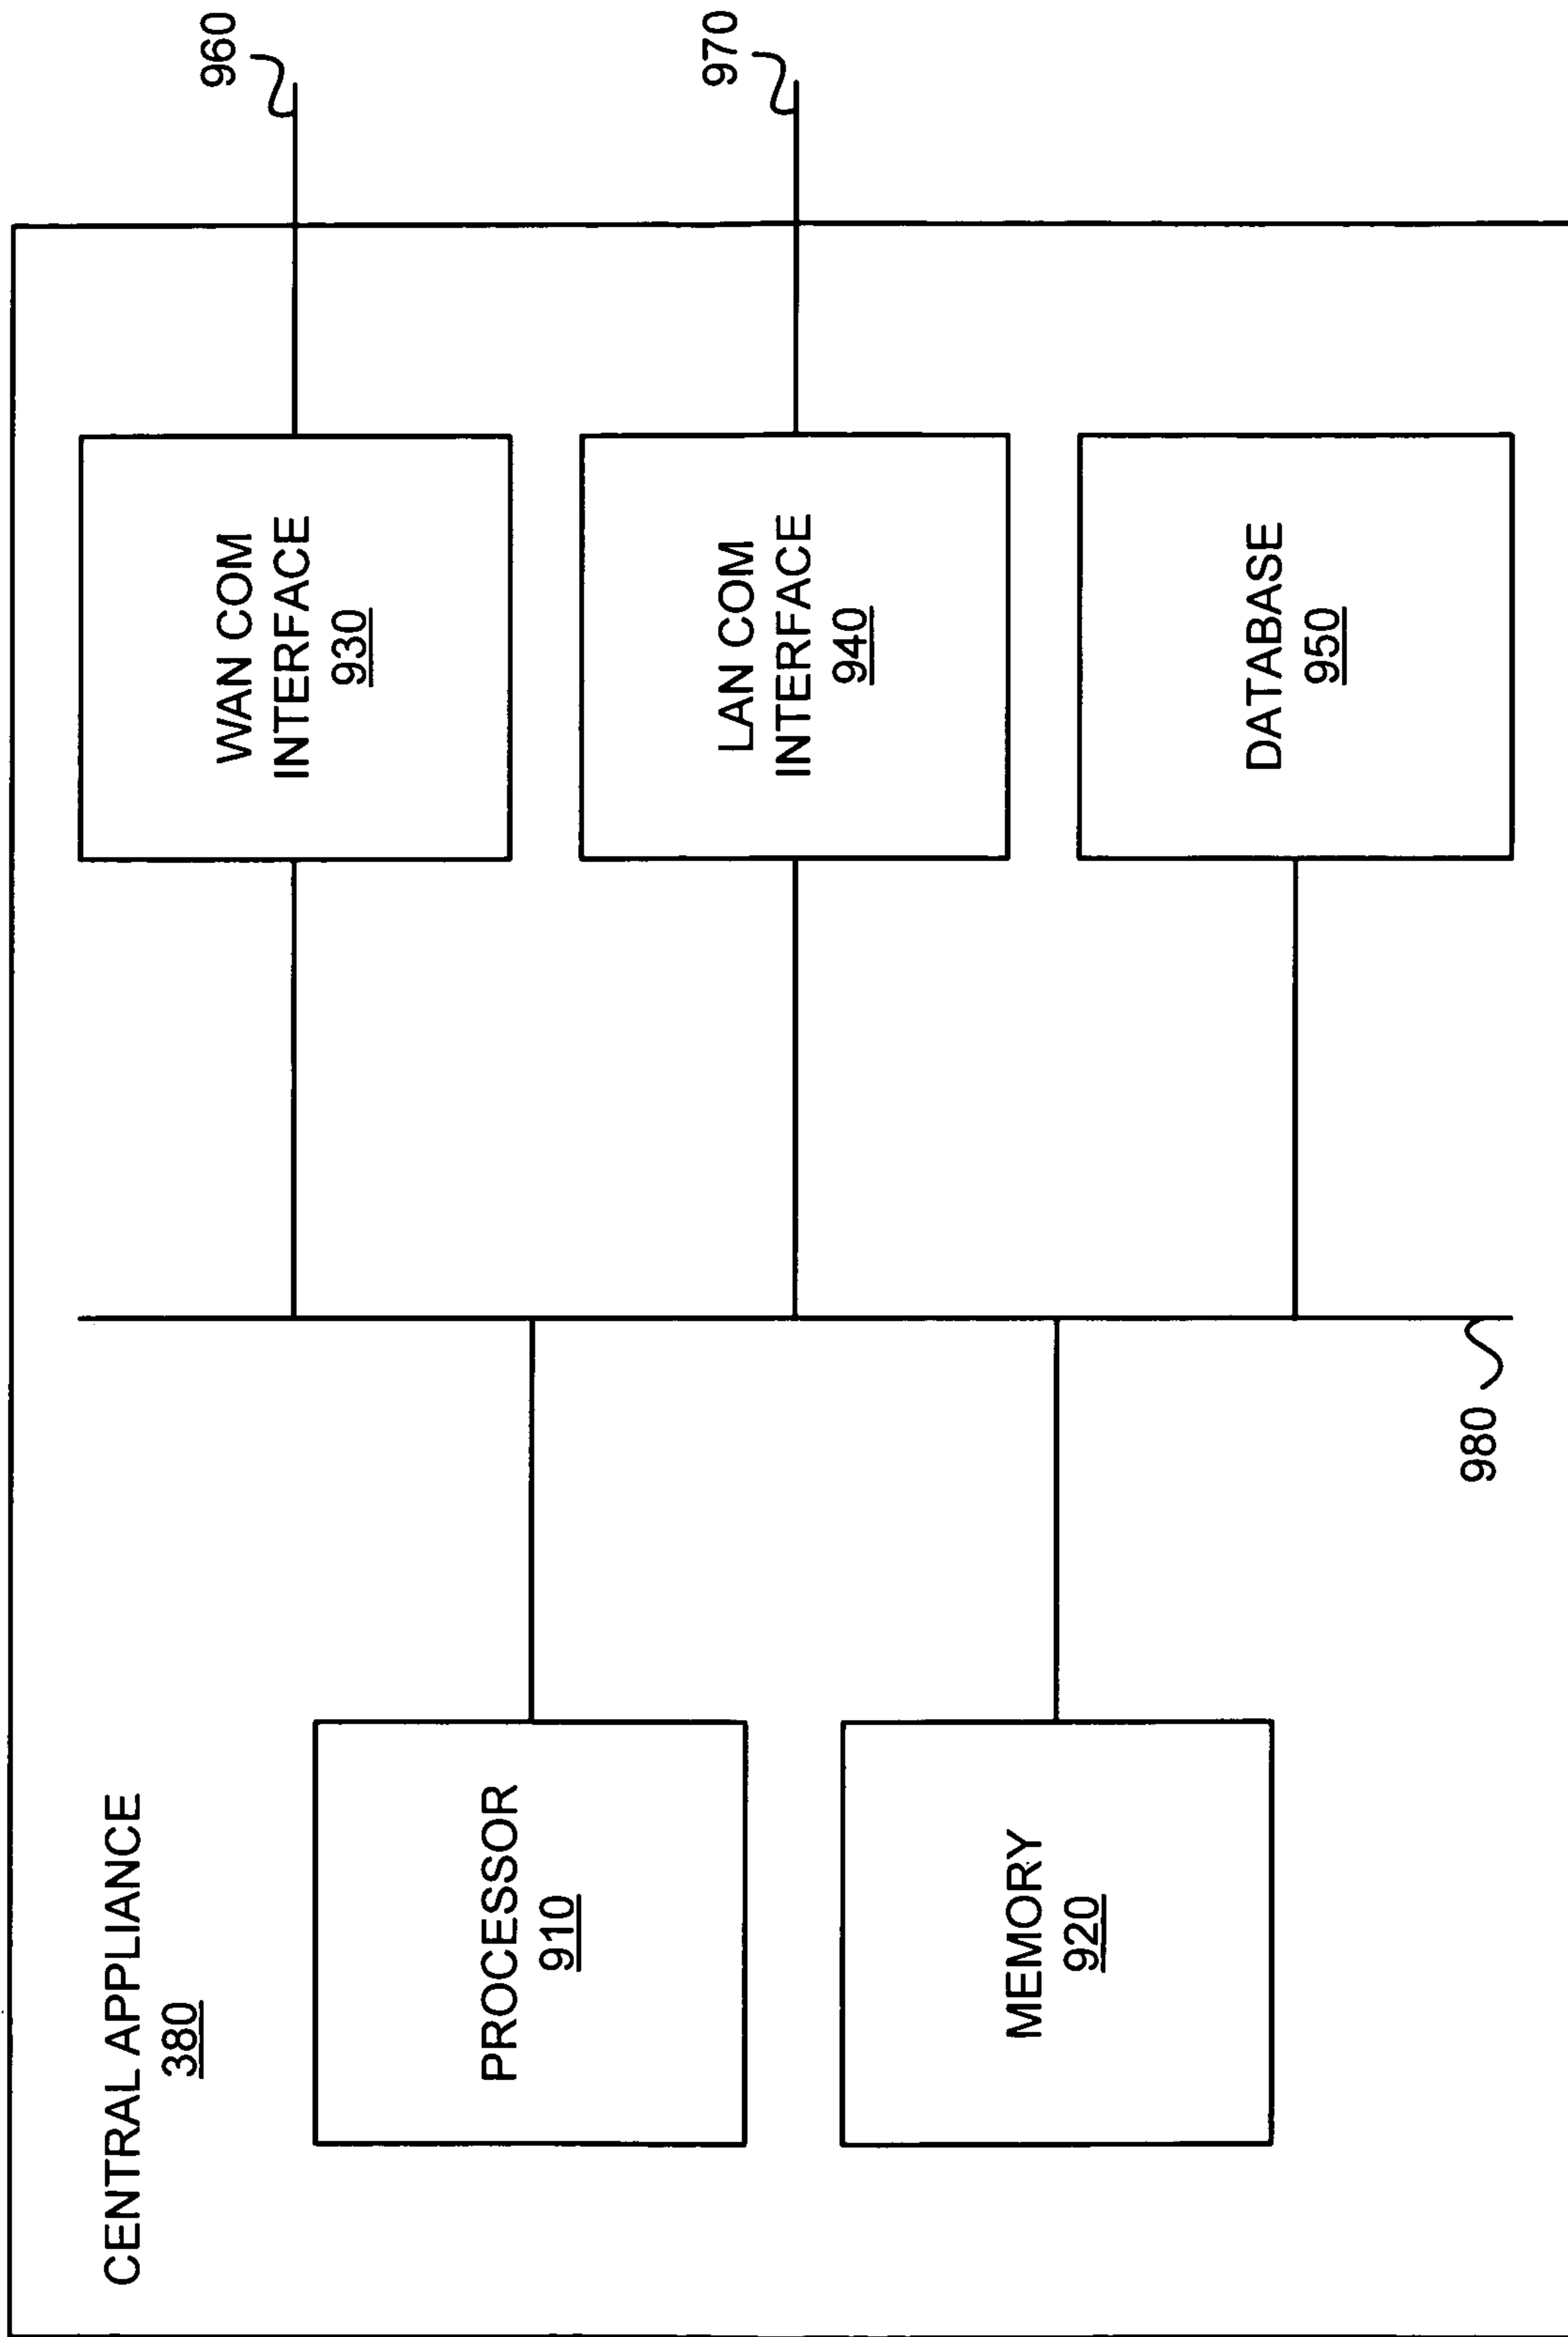 CENTRAL APPLIANCE
380
PROCESSOR
910
MEMORY
920
980
WAN COM
INTERFACE
930
LAN COM
INTERFACE
940
DATABASE
950
960
970